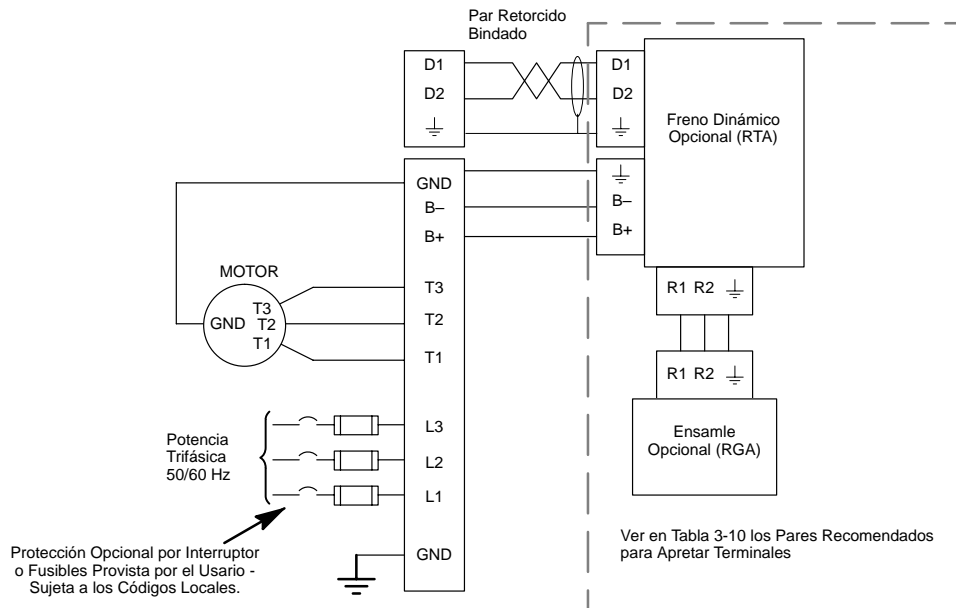 Par Retorcido
Bindado
D1
D2
D1
D2
Freno Dinámico
Opcional (RTA)
GND
B–
B+
B–
B+
MOTOR
T3
GND T2
T1
T3
T2
T1
R1 R2
R1 R2
Ensamle
Opcional (RGA)
Potencia
Trifásica
50/60 Hz
L3
L2
L1
GND
Protección Opcional por Interruptor
o Fusibles Provista por el Usario -
Sujeta a los Códigos Locales.
Ver en Tabla 3-10 los Pares Recomendados
para Apretar Terminales